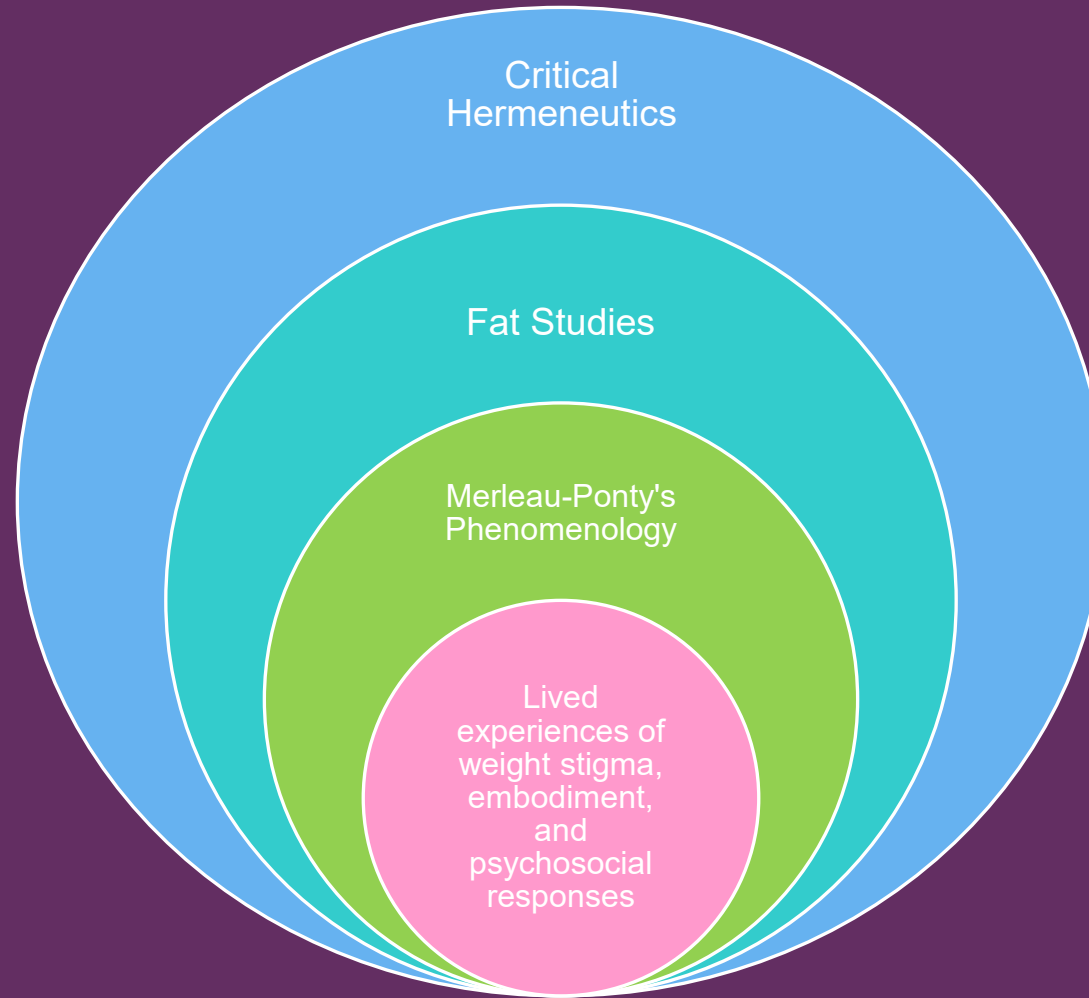 Critical
Hermeneutics
Fat Studies
Merleau-Ponty's
Phenomenology
Lived
experiences of
weight stigma,
embodiment,
and
psychosocial
responses